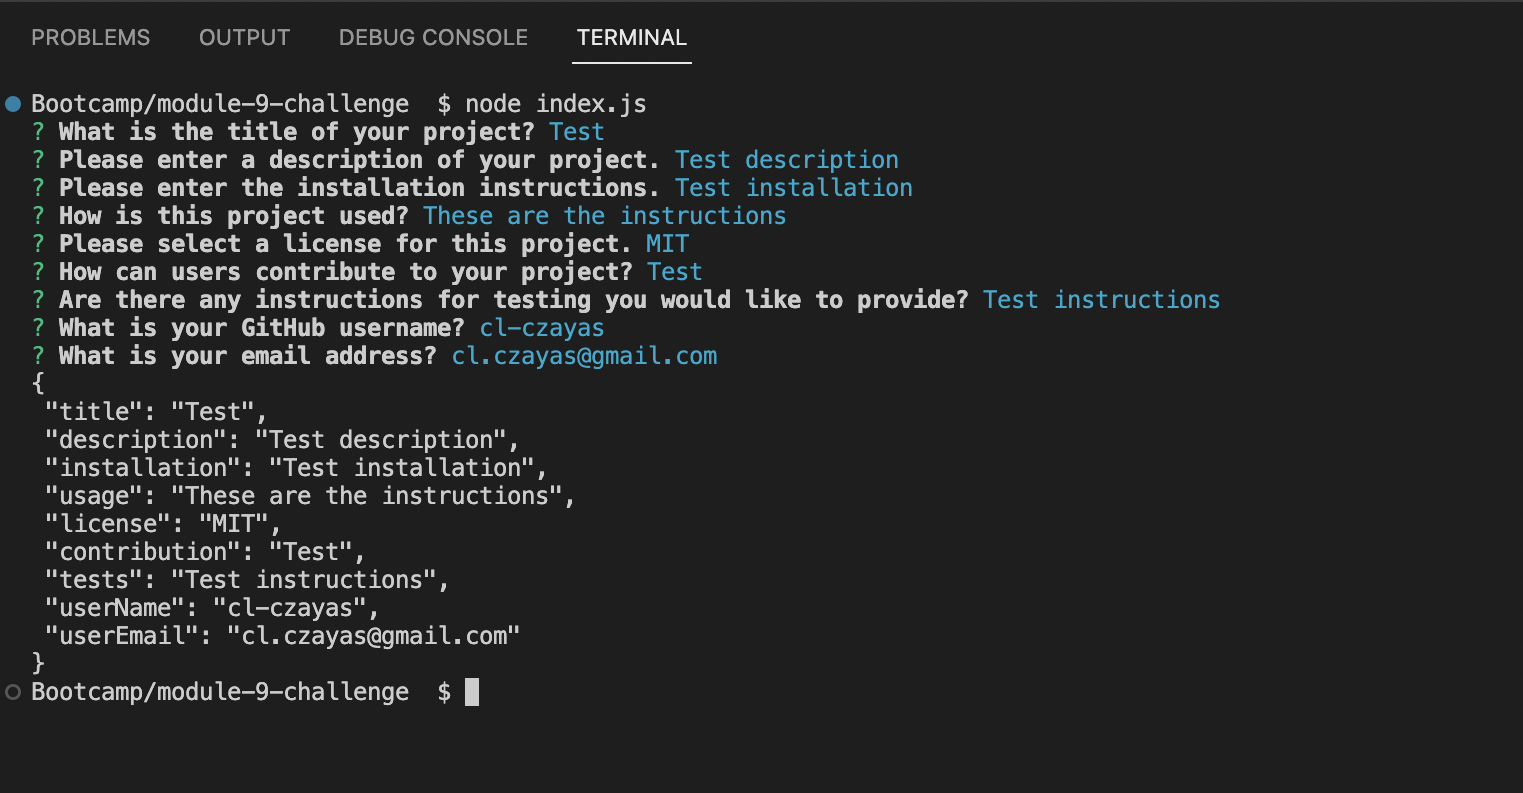 PROBLEMS OUTPUT DEBUG CONSOLE TERMINAL
Bootcamp/module-9-challenge  $ node index.js
? What is the title of your project? Test
? Please enter a description of your project. Test description
? Please enter the installation instructions. Test installation
? How is this project used? These are the instructions
? Please select a license for this project. MIT
? How can users contribute to your project? Test
? Are there any instructions for testing you would like to provide? Test instructions
? What is your GitHub username? cl-czayas
? What is your email address? cl.czayas@gmail.com
{
 "title": "Test",
 "description": "Test description",
 "installation": "Test installation",
 "usage": "These are the instructions",
 "license": "MIT",
 "contribution": "Test",
 "tests": "Test instructions",
 "userName": "cl-czayas",
 "userEmail": "cl.czayas@gmail.com"
}
Bootcamp/module-9-challenge  $